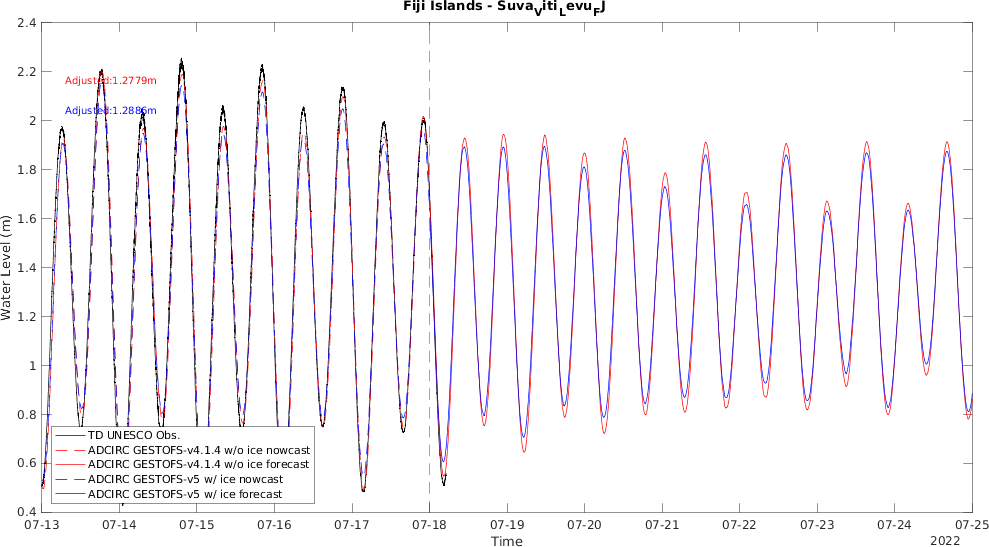 Fiji Islands - Suva_Viti_Levu_FJ
2.4
2.2
2
1.8
1.6
1.4
1.2
1
0.8
0.6
0.4
Water Level (m)
Adjusted:1.2779m
Adjusted:1.2886m
TD UNESCO Obs.
ADCIRC GESTOFS-v4.1.4 w/o ice nowcast
ADCIRC GESTOFS-v4.1.4 w/o ice forecast
ADCIRC GESTOFS-v5 w/ ice nowcast
ADCIRC GESTOFS-v5 w/ ice forecast
07-13 07-14 07-15 07-16 07-17 07-18 07-19 07-20 07-21 07-22 07-23 07-24 07-25
Time
2022